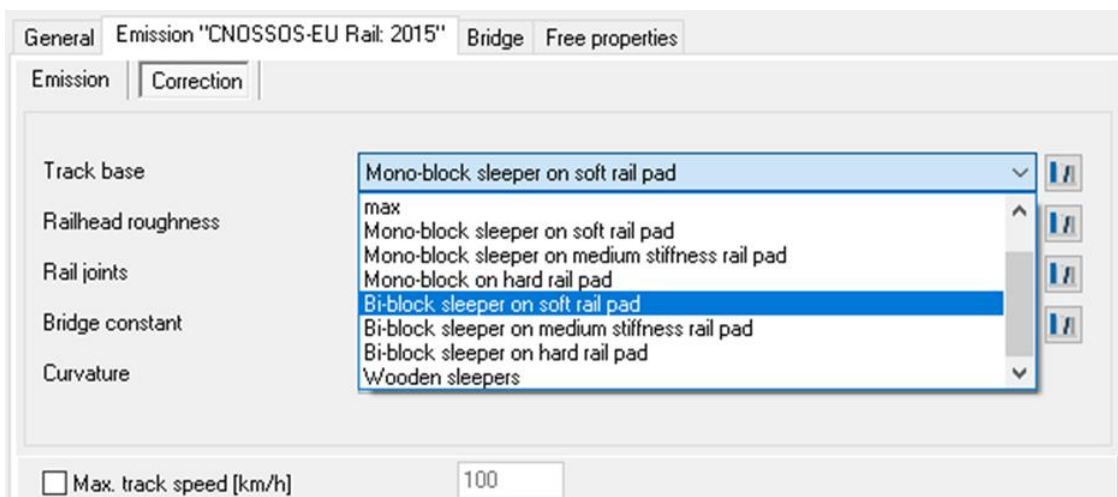 General Emission "CNOSSOS-EU Rail: 2015" Bridge Free properties
Emission Correction
Track base Mono-block sleeper on soft rail pad
max
Railhead roughness Mono-block sleeper on soft rail pad
Mono-block sleeper on medium stiffness rail pad
Rail joints Mono-block on hard rail pad
Bi-block sleeper on soft rail pad
Bridge constant Bi-block sleeper on medium stiffness rail pad
Bi-block sleeper on hard rail pad
Curvature Wooden sleepers
Max. track speed [km/h] 100